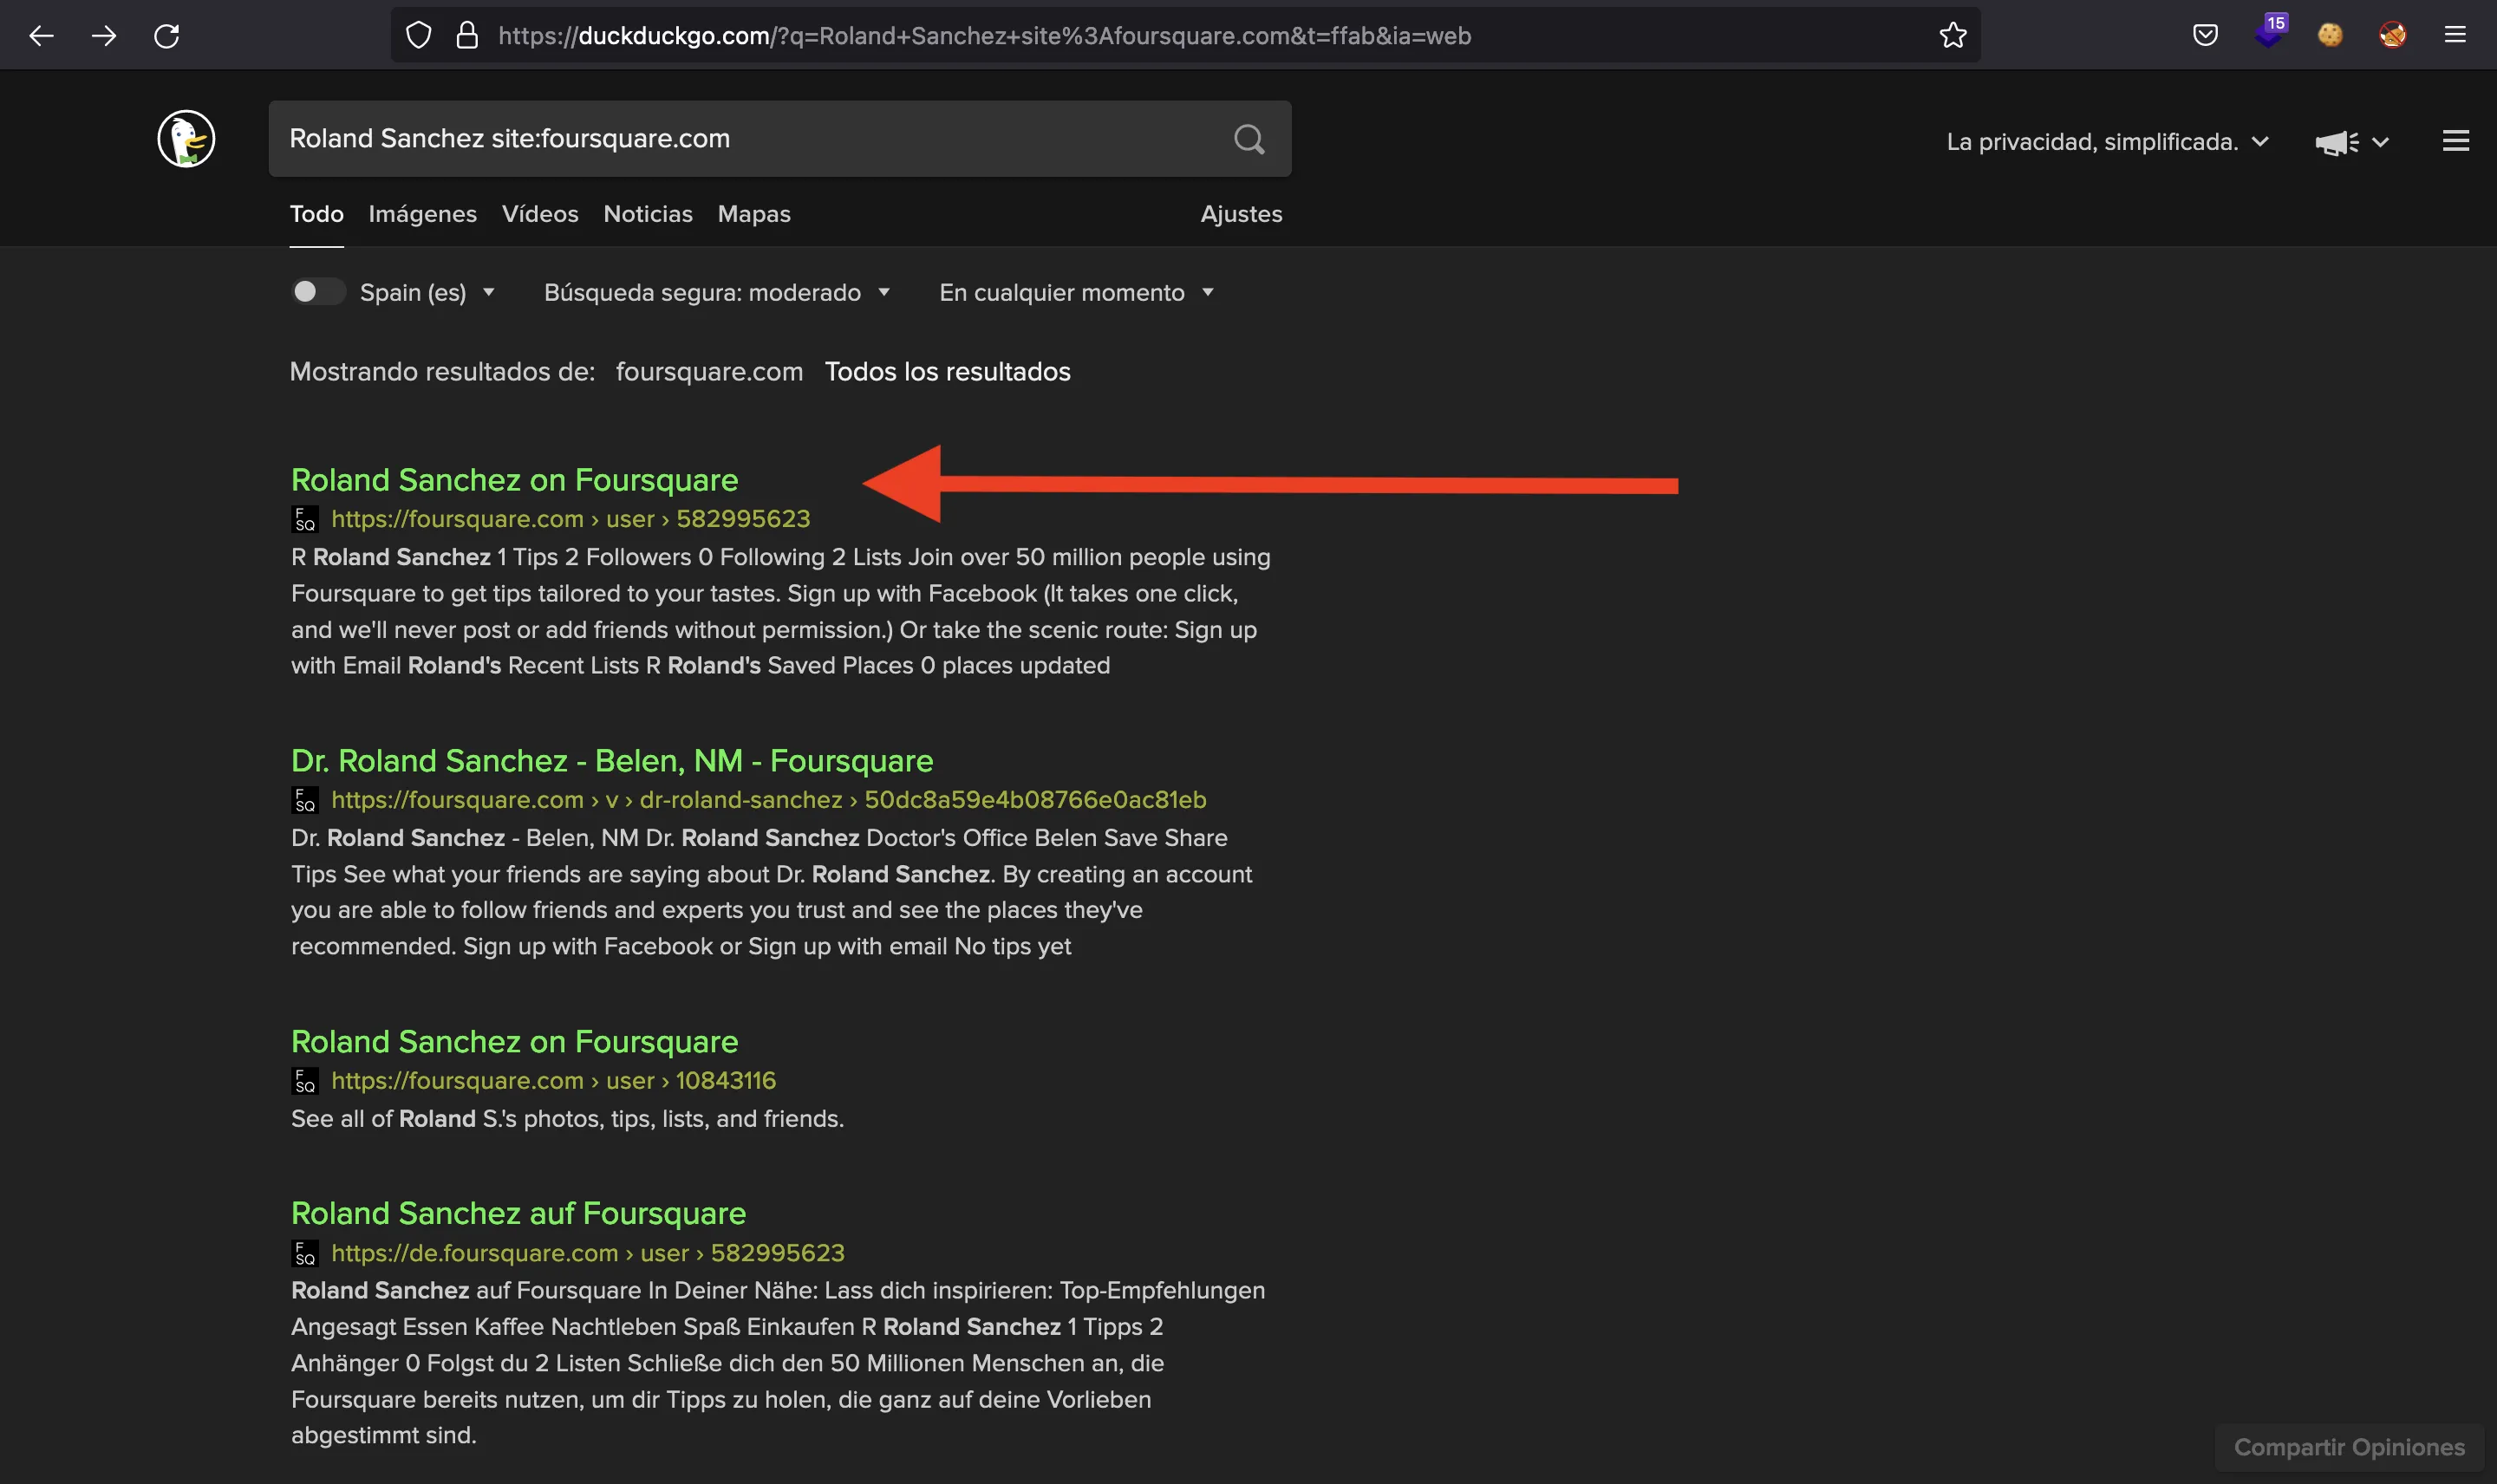 https://duckduckgo.com/?q=Roland+Sanchez+site%3Afoursquare.com&t=ffab&ia=web
15
Roland Sanchez site:foursquare.com
La privacidad, simplificada.
Todo Imágenes Vídeos Noticias Mapas Ajustes
Spain (es) Búsqueda segura: moderado En cualquier momento
Mostrando resultados de: foursquare.com Todos los resultados
Roland Sanchez on Foursquare
F
SQ
https://foursquare.com › user › 582995623
R Roland Sanchez 1 Tips 2 Followers 0 Following 2 Lists Join over 50 million people using
Foursquare to get tips tailored to your tastes. Sign up with Facebook (It takes one click,
and we'll never post or add friends without permission.) Or take the scenic route: Sign up
with Email Roland's Recent Lists R Roland's Saved Places 0 places updated
Dr. Roland Sanchez - Belen, NM - Foursquare
F
SQ
https://foursquare.com › v › dr-roland-sanchez › 50dc8a59e4b08766e0ac81eb
Dr. Roland Sanchez - Belen, NM Dr. Roland Sanchez Doctor's Office Belen Save Share
Tips See what your friends are saying about Dr. Roland Sanchez. By creating an account
you are able to follow friends and experts you trust and see the places they've
recommended. Sign up with Facebook or Sign up with email No tips yet
Roland Sanchez on Foursquare
F
SQ
https://foursquare.com › user › 10843116
See all of Roland S.'s photos, tips, lists, and friends.
Roland Sanchez auf Foursquare
F
SQ
https://de.foursquare.com › user › 582995623
Roland Sanchez auf Foursquare In Deiner Nähe: Lass dich inspirieren: Top-Empfehlungen
Angesagt Essen Kaffee Nachtleben Spaß Einkaufen R Roland Sanchez 1 Tipps 2
Anhänger 0 Folgst du 2 Listen Schließe dich den 50 Millionen Menschen an, die
Foursquare bereits nutzen, um dir Tipps zu holen, die ganz auf deine Vorlieben
abgestimmt sind.
Compartir Opiniones